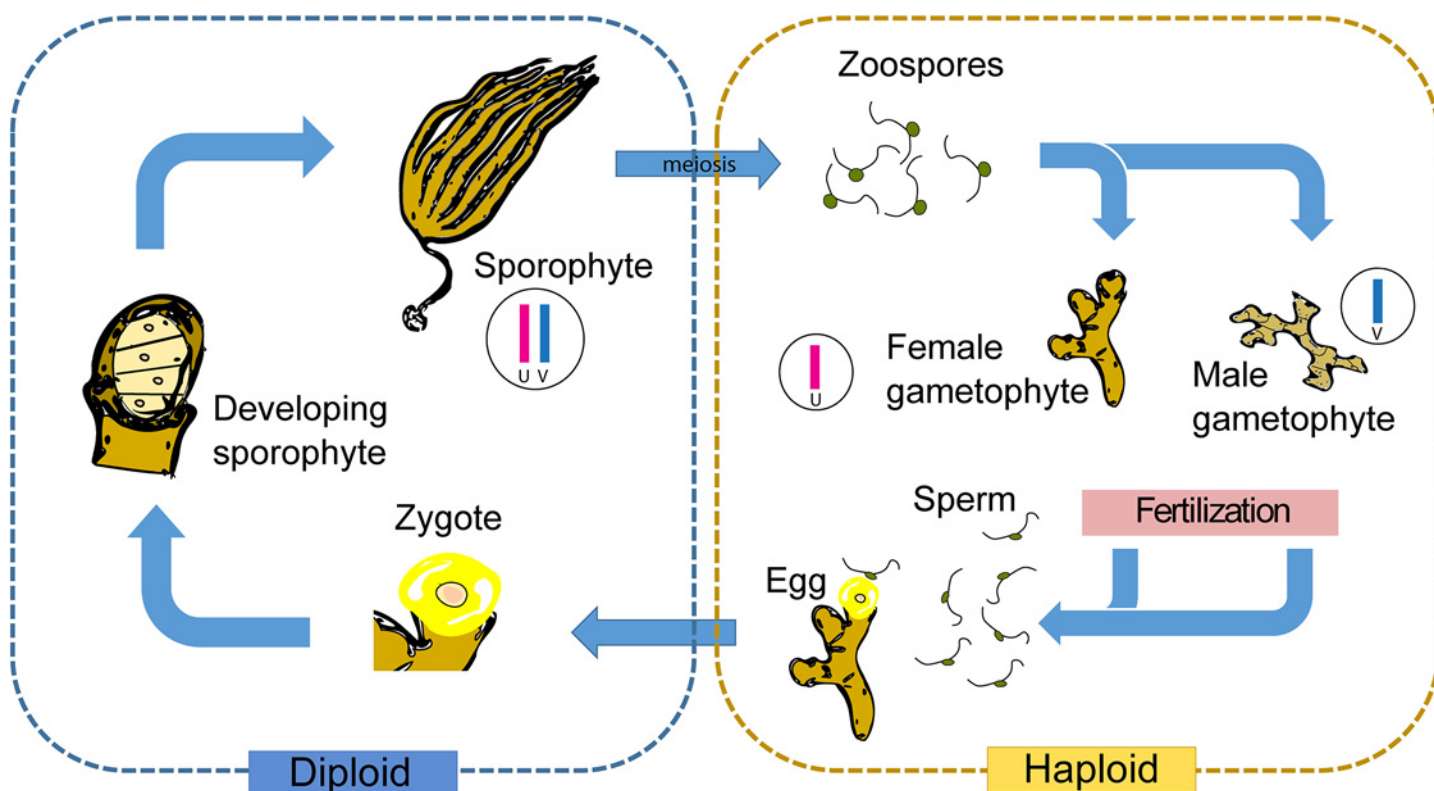 Zoospores
meiosis
Sporophyte
U V
Developing
sporophyte
Female
gametophyte
U
Male
gametophyte
V
Zygote
Sperm
Fertilization
Egg
Diploid
Haploid